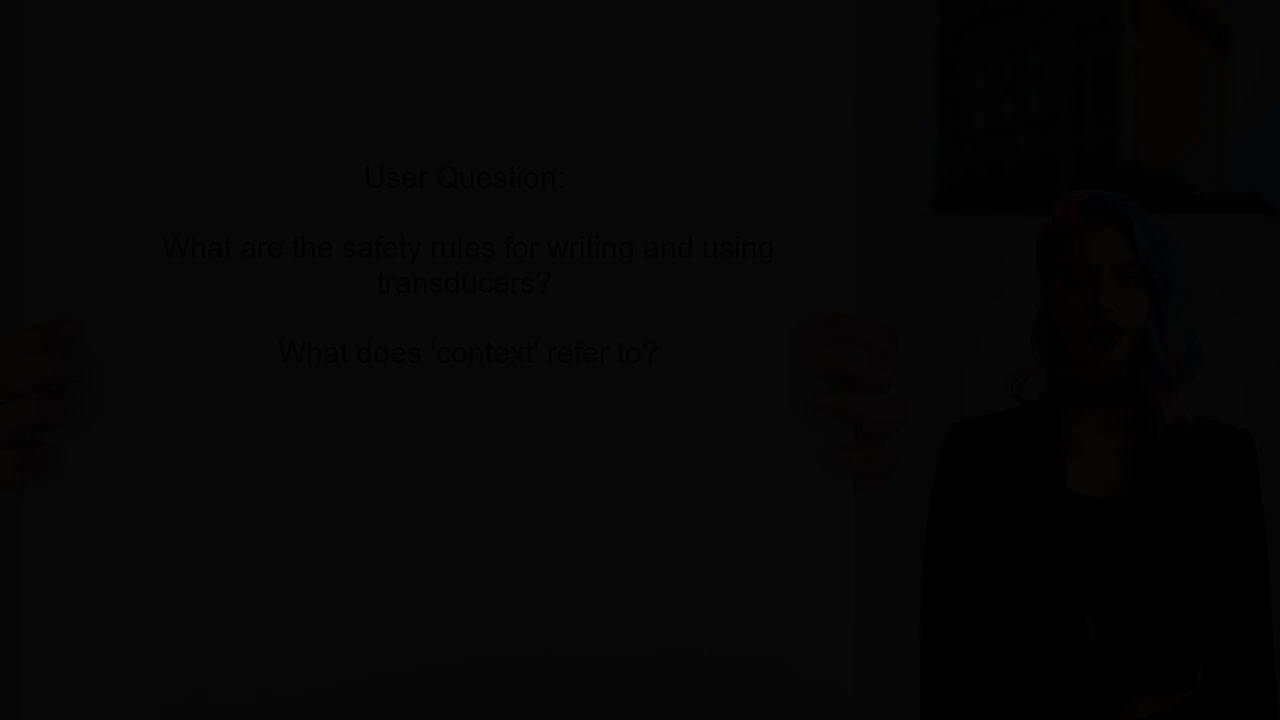 User Question:
What are the safety rules for writing and using
transducers?
What does 'context' refer to?